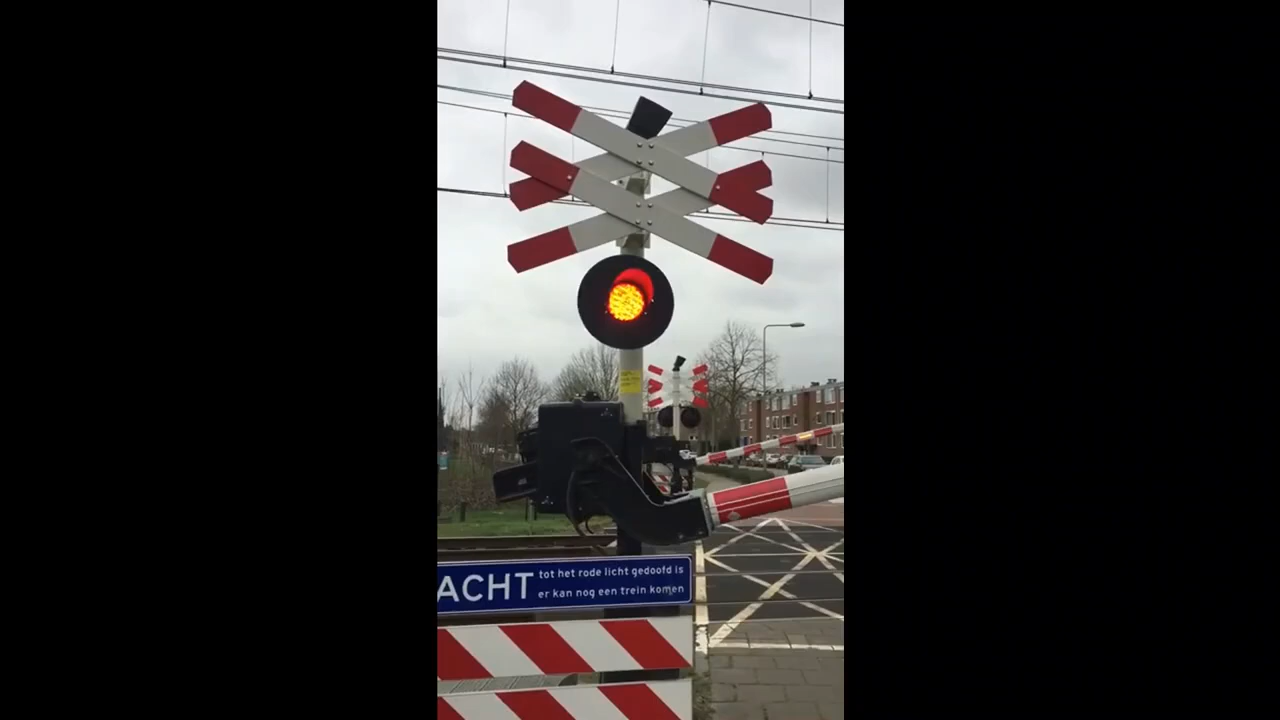 ACHT
tot het rode licht gedoofd is
er kan nog een trein komen